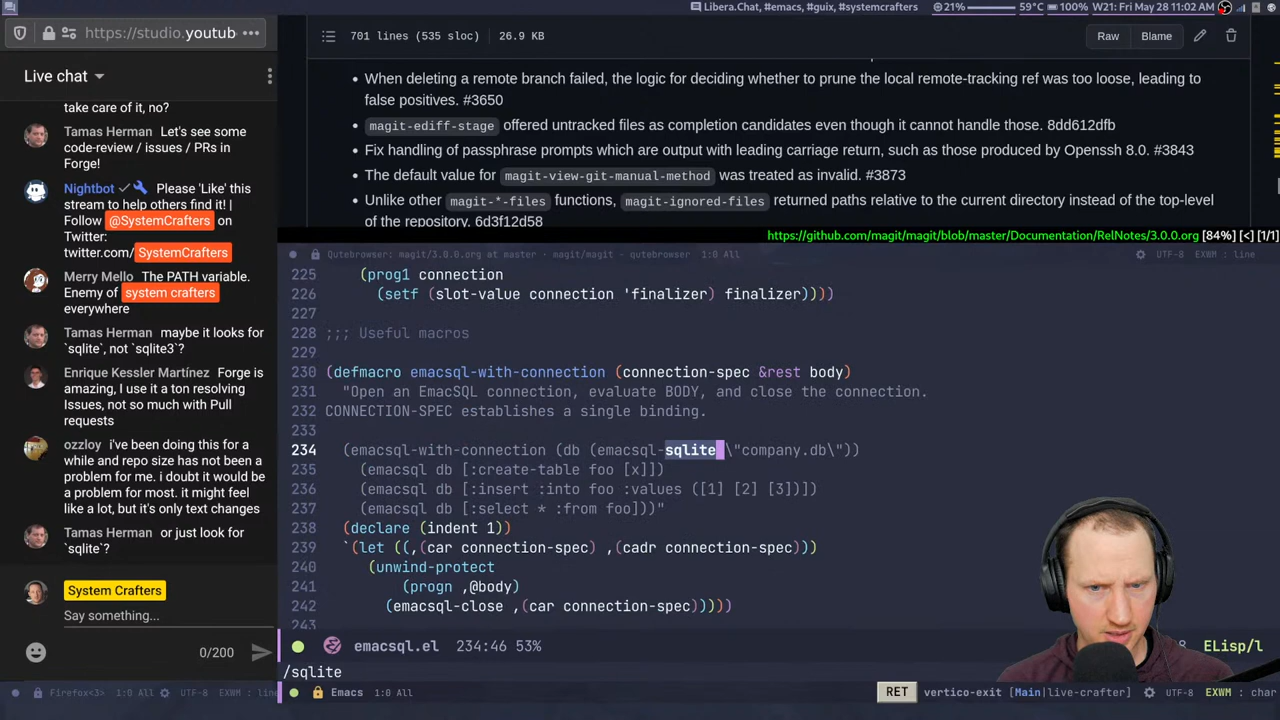 Libera.Chat, #emacs, #guix, #systemcrafters
21%
59°C
100%
W21: Fri May 28 11:02 AM
https://studio.youtub
Live chat
take care of it, no?
Tamas Herman Let's see some
code-review / issues / PRs in
Forge!
Nightbot Please 'Like' this
stream to help others find it! |
Follow @SystemCrafters on
Twitter:
twitter.com/ SystemCrafters
Merry Mello The PATH variable.
Enemy of system crafters
everywhere
Tamas Herman maybe it looks for
`sqlite`, not `sqlite3`?
Enrique Kessler Martínez Forge is
amazing, I use it a ton resolving
Issues, not so much with Pull
requests
ozzloy i've been doing this for a
while and repo size has not been a
problem for me. i doubt it would be
a problem for most. it might feel
like a lot, but it's only text changes
Tamas Herman or just look for
`sqlite`?
System Crafters
Say something...
0/200
Firefox<3> 1:0 All UTF-8 EXWM : line
701 lines (535 sloc) 26.9 KB
Raw Blame
When deleting a remote branch failed, the logic for deciding whether to prune the local remote-tracking ref was too loose, leading to
false positives. #3650
magit-ediff-stage offered untracked files as completion candidates even though it cannot handle those. 8dd612dfb
Fix handling of passphrase prompts which are output with leading carriage return, such as those produced by Openssh 8.0. #3843
The default value for magit-view-git-manual-method was treated as invalid. #3873
Unlike other magit-*-files functions, magit-ignored-files returned paths relative to the current directory instead of the top-level
of the repository. 6d3f12d58
https://github.com/magit/magit/blob/master/Documentation/RelNotes/3.0.0.org [84%] [<] [1/1]
Qutebrowser: magit/3.0.0.org at master · magit/magit - qutebrowser 1:0 All UTF-8 EXWM : line
225 (prog1 connection
226 (setf (slot-value connection 'finalizer) finalizer))))
227
228 ;;; Useful macros
229
230 (defmacro emacsql-with-connection (connection-spec &rest body)
231 "Open an EmacSQL connection, evaluate BODY, and close the connection.
232 CONNECTION-SPEC establishes a single binding.
233
234 (emacsql-with-connection (db (emacsql-sqlite \"company.db\"))
235 (emacsql db [:create-table foo [x]])
236 (emacsql db [:insert :into foo :values ([1] [2] [3])])
237 (emacsql db [:select * :from foo]))"
238 (declare (indent 1))
239 `(let ((,(car connection-spec) ,(cadr connection-spec)))
240 (unwind-protect
241 (progn ,@body)
242 (emacsql-close ,(car connection-spec)))))
243
emacsql.el 234:46 53% ELisp/l
/sqlite
Emacs 1:0 All RET vertico-exit [Main|live-crafter] UTF-8 EXWM : char